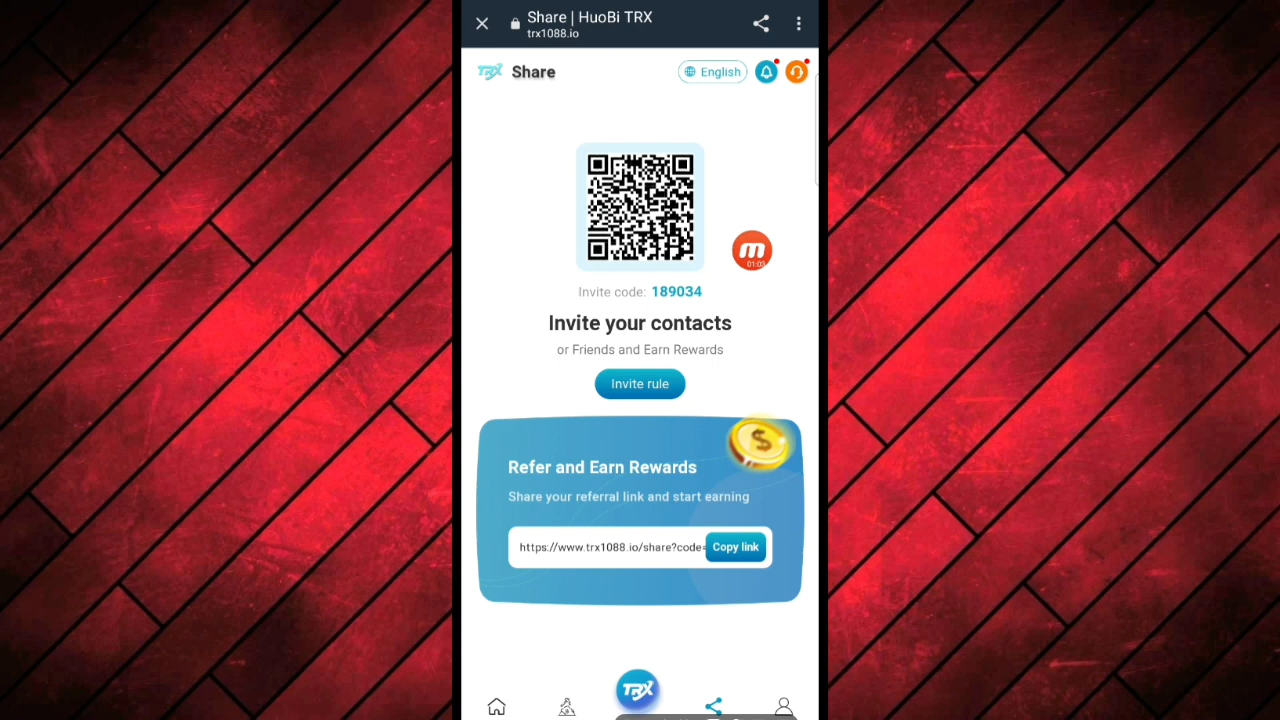 Share | HuoBi TRX
trx1088.io
TRX Share
English
m
01:03
Invite code: 189034
Invite your contacts
or Friends and Earn Rewards
Invite rule
Refer and Earn Rewards
Share your referral link and start earning
https://www.trx1088.io/share?code=
Copy link
TRX